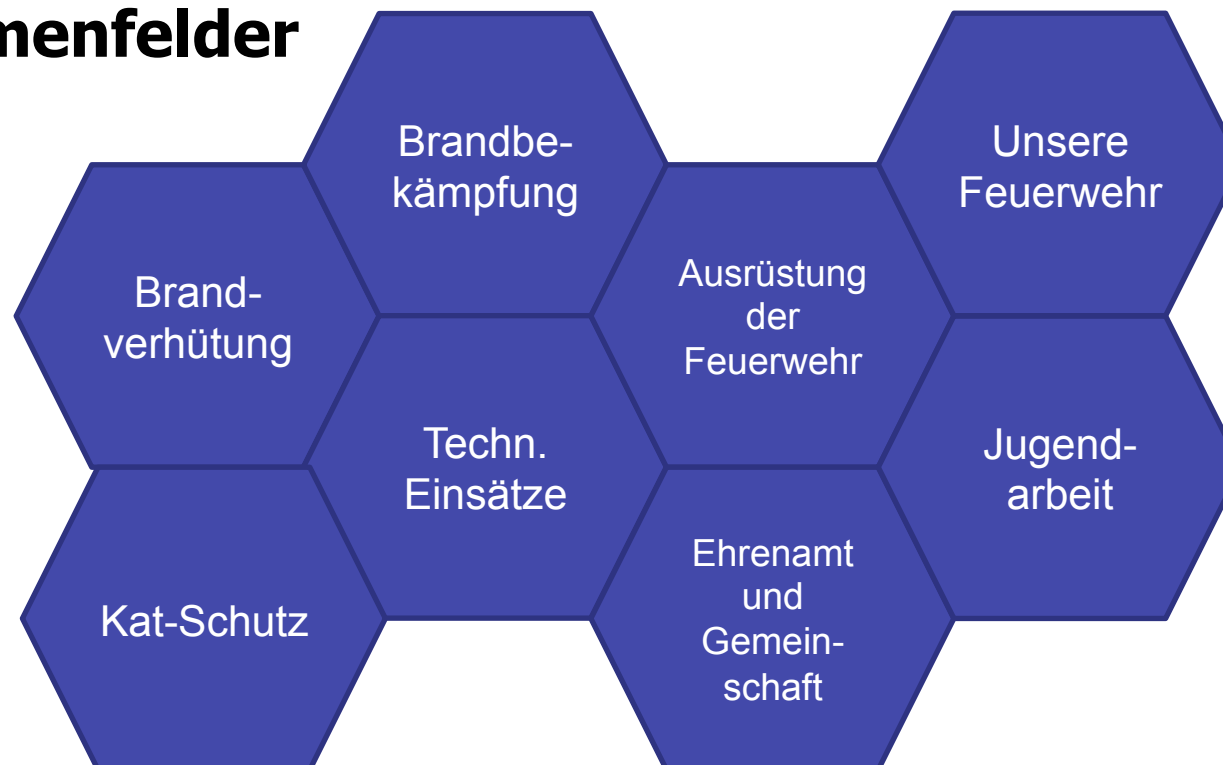 menfelder
Brandbe-
kämpfung
Unsere
Feuerwehr
Brand-
verhütung
Ausrüstung
der
Feuerwehr
Techn.
Einsätze
Jugend-
arbeit
Kat-Schutz
Ehrenamt
und
Gemein-
schaft